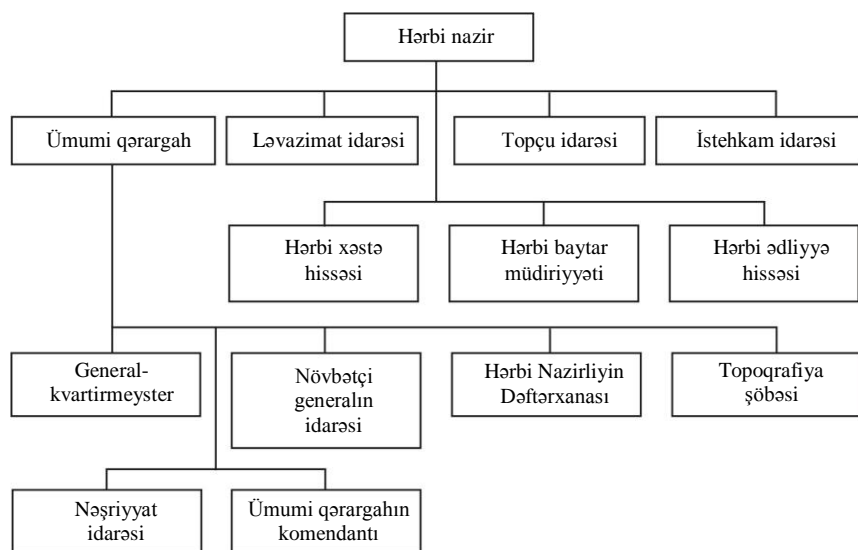 Hərbi nazir
Ümumi qərargah
Ləvazimat idarəsi
Topçu idarəsi
İstehkam idarəsi
Hərbi xəstə
hissəsi
Hərbi baytar
müdiriyyəti
Hərbi ədliyyə
hissəsi
General-
kvartirmeyster
Növbətçi
generalın
idarəsi
Hərbi Nazirliyin
Dəftərxanası
Topoqrafiya
şöbəsi
Nəşriyyat
idarəsi
Ümumi qərargahın
komendantı